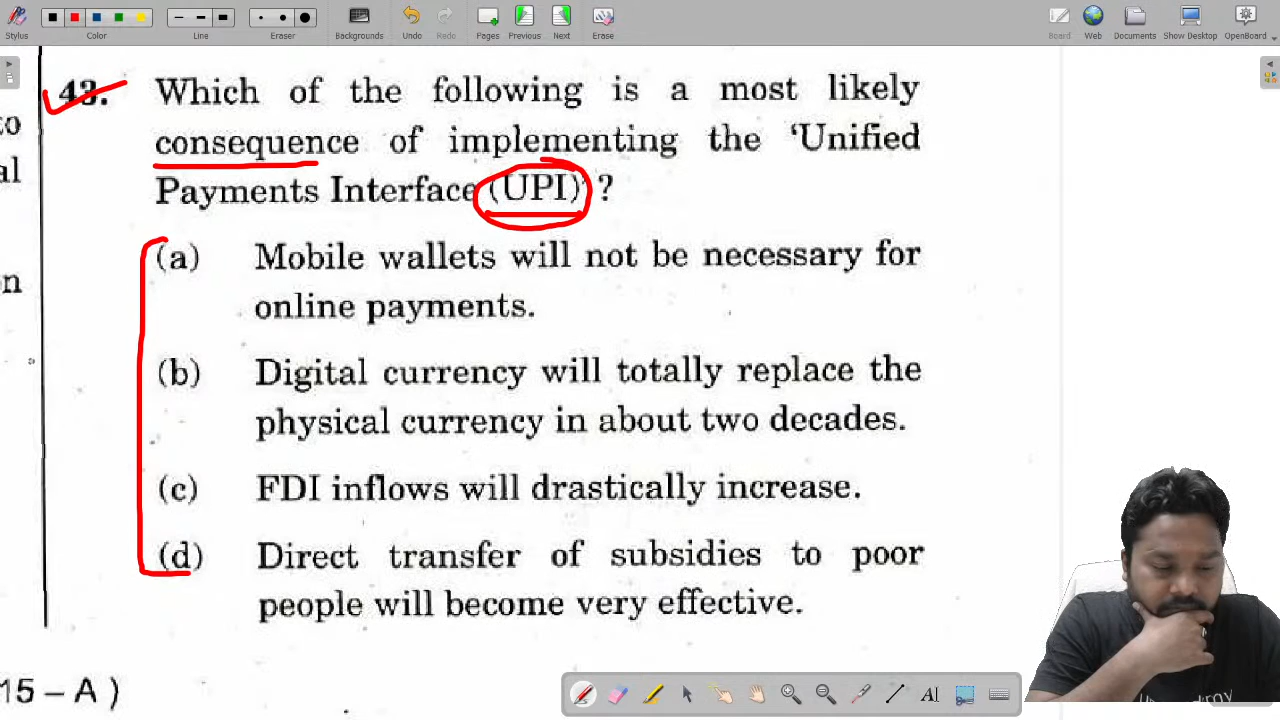 Stylus
Color
Line
Eraser
Backgrounds
Undo
Redo
Pages
Previous
Next
Erase
Board
Web
Documents
Show Desktop
OpenBoard
to
al
n
43. Which of the following is a most likely
consequence of implementing the ‘Unified
Payments Interface (UPI)’ ?
(a) Mobile wallets will not be necessary for
online payments.
(b) Digital currency will totally replace the
physical currency in about two decades.
(c) FDI inflows will drastically increase.
(d) Direct transfer of subsidies to poor
people will become very effective.
15 – A )
AI